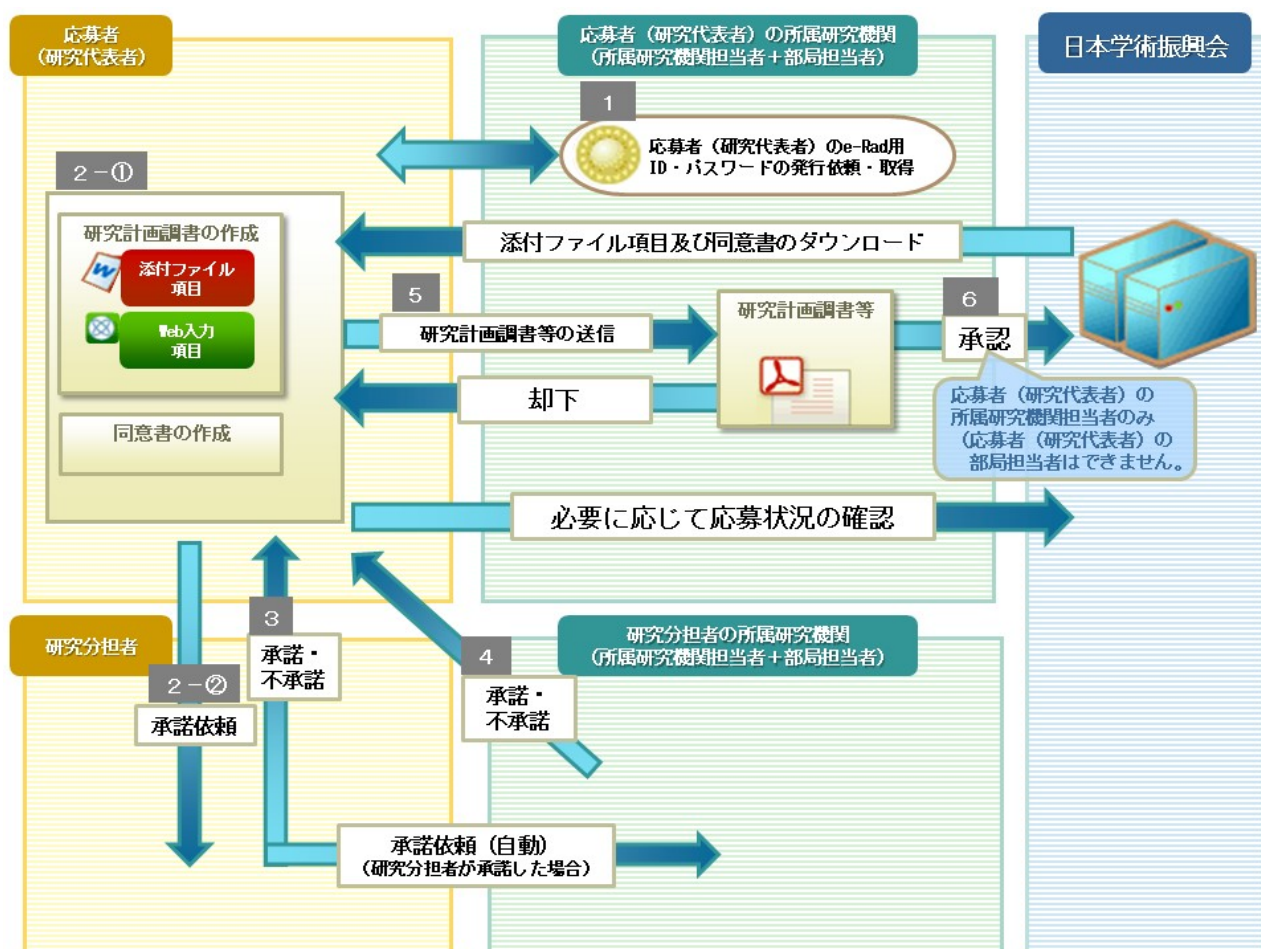 応募者
(研究代表者)
応募者（研究代表者）の所属研究機関
(所属研究機関担当者＋部局担当者)
日本学術振興会
1
応募者（研究代表者）のe-Rad用
ID・パスワードの発行依頼・取得
2－①
研究計画調書の作成
添付ファイル
項目
Web入力
項目
同意書の作成
添付ファイル項目及び同意書のダウンロード
5
研究計画調書等の送信
却下
研究計画調書等
6
承認
応募者（研究代表者）の
所属研究機関担当者のみ
（応募者（研究代表者）の
部局担当者はできません。
必要に応じて応募状況の確認
研究分担者
研究分担者の所属研究機関
(所属研究機関担当者＋部局担当者)
2－②
承諾依頼
3
承諾・
不承諾
4
承諾・
不承諾
承諾依頼（自動）
（研究分担者が承諾した場合）